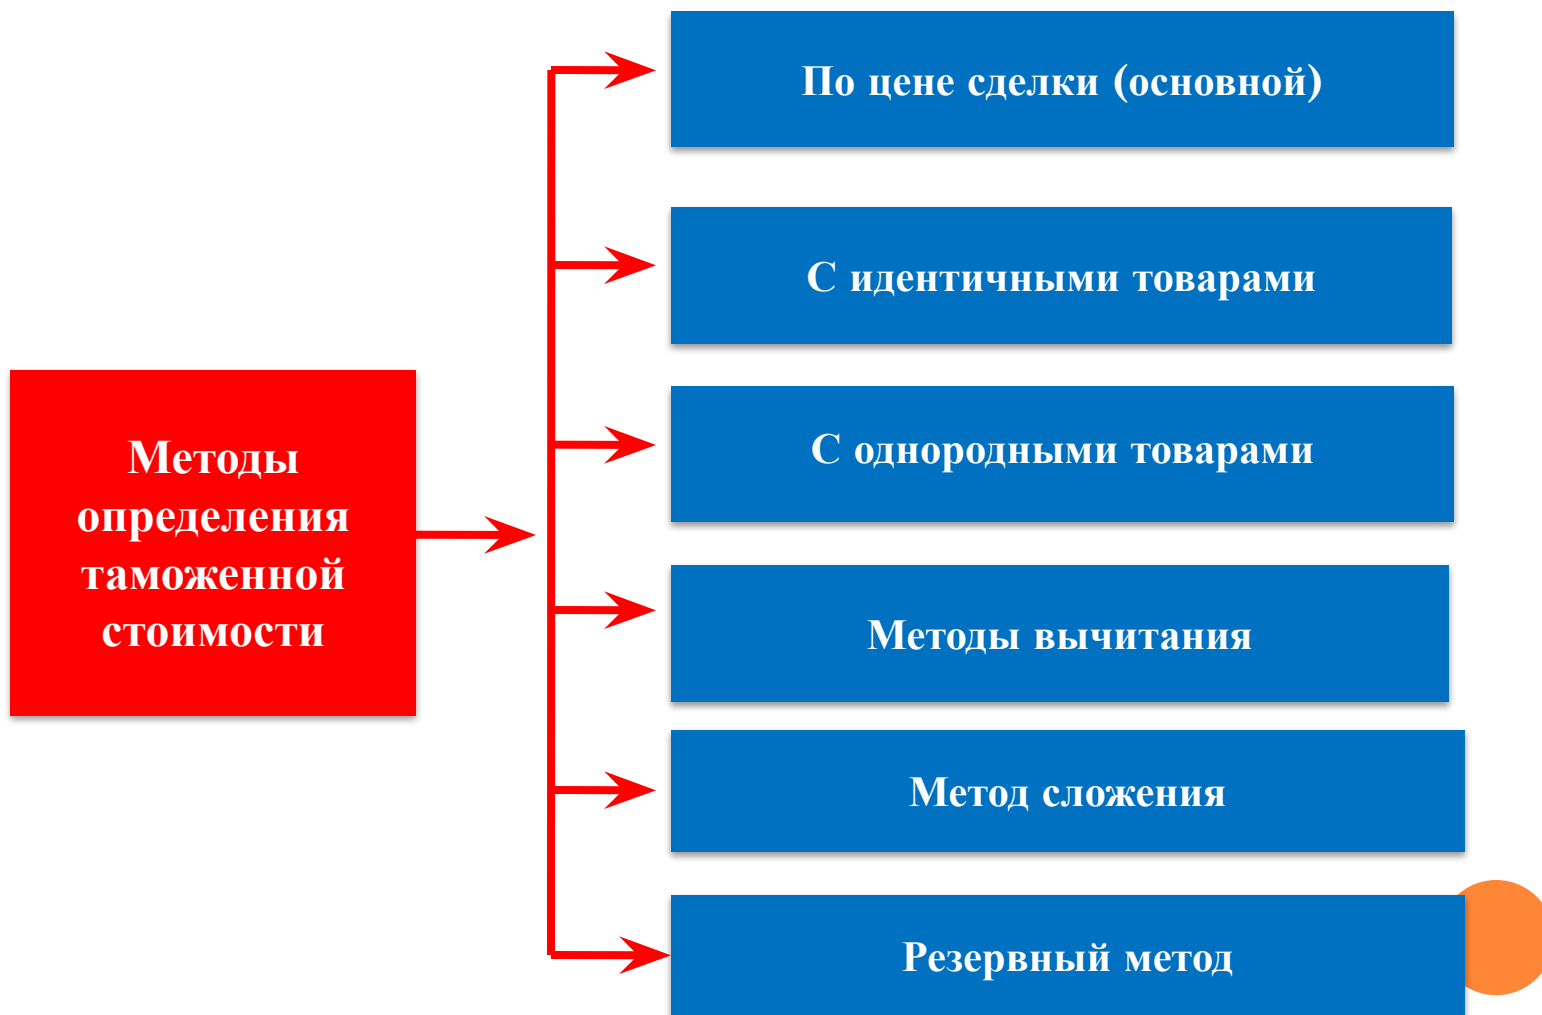 По цене сделки (основной)
С идентичными товарами
С однородными товарами
Методы
определения
таможенной
стоимости
Методы вычитания
Метод сложения
Резервный метод